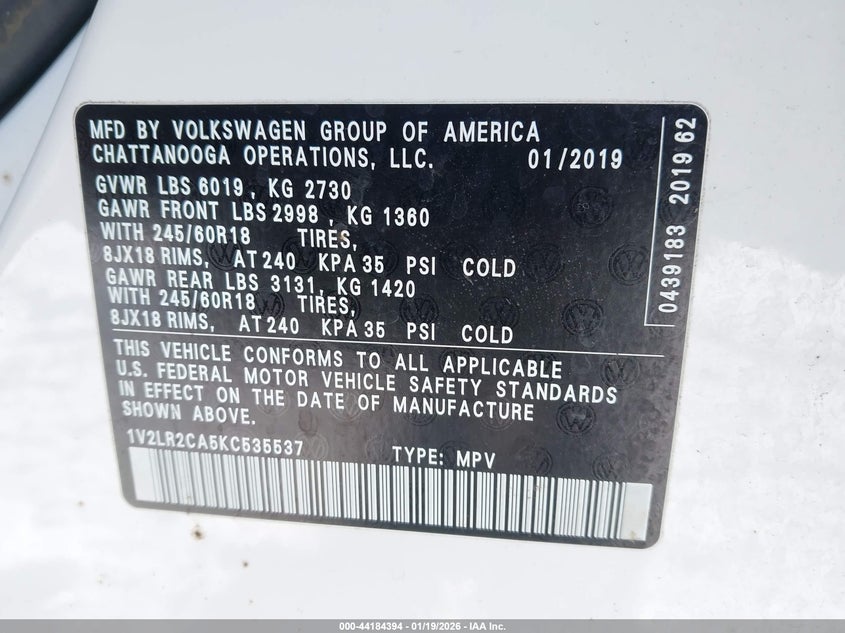 MFD BY VOLKSWAGEN GROUP OF AMERICA
CHATTANOOGA OPERATIONS, LLC. 01/2019
GVWR LBS 6019, KG 2730
GAWR FRONT LBS 2998, KG 1360
WITH 245/60R18 TIRES,
8JX18 RIMS, AT 240 KPA 35 PSI COLD
GAWR REAR LBS 3131, KG 1420
WITH 245/60R18 TIRES,
8JX18 RIMS, AT 240 KPA 35 PSI COLD
THIS VEHICLE CONFORMS TO ALL APPLICABLE
U.S. FEDERAL MOTOR VEHICLE SAFETY STANDARDS
IN EFFECT ON THE DATE OF MANUFACTURE
SHOWN ABOVE.
1V2LR2CA5KC535537 TYPE: MPV
0439183 2019 62
000-44184394 - 01/19/2026 - IAA Inc.